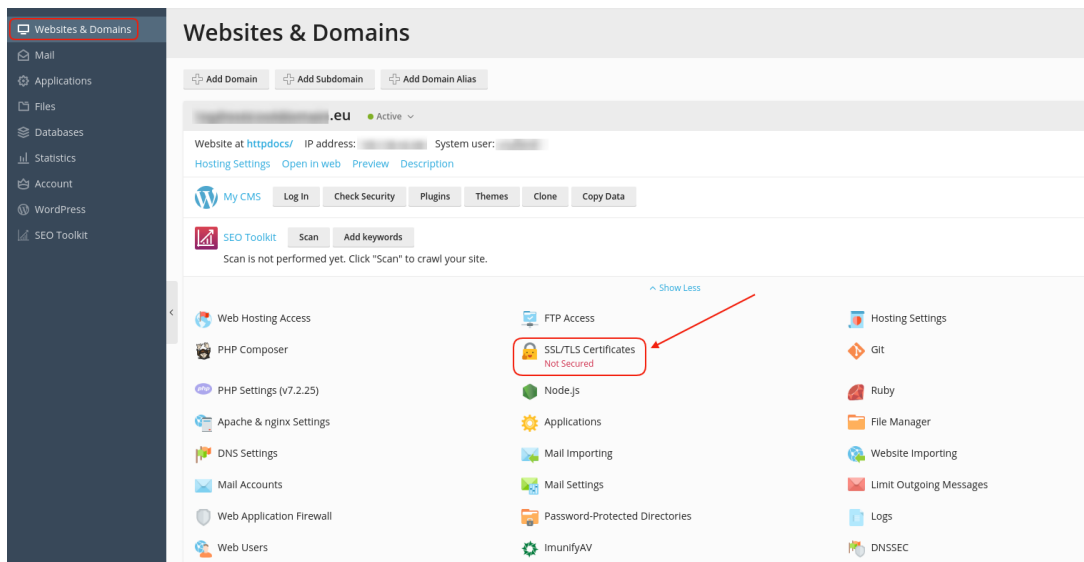 Websites & Domains
Mail
Applications
Files
Databases
Statistics
Account
WordPress
SEO Toolkit
Websites & Domains
Add Domain Add Subdomain Add Domain Alias
.eu Active
Website at httpdocs/ IP address: System user:
Hosting Settings Open in web Preview Description
My CMS Log In Check Security Plugins Themes Clone Copy Data
SEO Toolkit Scan Add keywords
Scan is not performed yet. Click "Scan" to crawl your site.
Show Less
Web Hosting Access FTP Access Hosting Settings
PHP Composer SSL/TLS Certificates Git
Not Secured
php PHP Settings (v7.2.25) Node.js Ruby
Apache & nginx Settings Applications File Manager
DNS Settings Mail Importing Website Importing
Mail Accounts Mail Settings Limit Outgoing Messages
Web Application Firewall Password-Protected Directories Logs
Web Users ImunifyAV DNSSEC